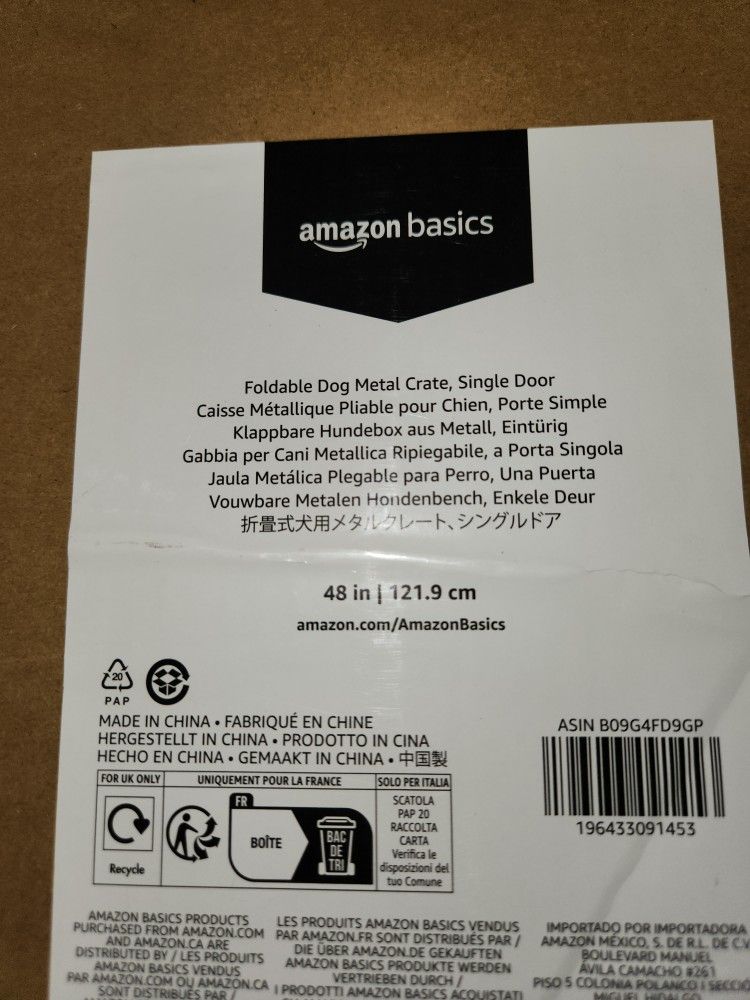 amazon basics
Foldable Dog Metal Crate, Single Door
Caisse Métallique Pliable pour Chien, Porte Simple
Klappbare Hundebox aus Metall, Eintürig
Gabbia per Cani Metallica Ripiegabile, a Porta Singola
Jaula Metálica Plegable para Perro, Una Puerta
Vouwbare Metalen Hondenbench, Enkele Deur
折畳式犬用メタルクレート、シングルドア
48 in | 121.9 cm
amazon.com/AmazonBasics
20
PAP
MADE IN CHINA • FABRIQUÉ EN CHINE
HERGESTELLT IN CHINA • PRODOTTO IN CINA
HECHO EN CHINA • GEMAAKT IN CHINA • 中国製
ASIN B09G4FD9GP
196433091453
FOR UK ONLY
Recycle
UNIQUEMENT POUR LA FRANCE
FR
BOÎTE
BAC
DE
TRI
SOLO PER ITALIA
SCATOLA
PAP 20
RACCOLTA
CARTA
Verifica le
disposizioni del
tuo Comune
AMAZON BASICS PRODUCTS
PURCHASED FROM AMAZON.COM
AND AMAZON.CA ARE
DISTRIBUTED BY / LES PRODUITS
AMAZON BASICS VENDUS
PAR AMAZON.COM OU AMAZON.CA
SONT DISTRIBUÉS PAR /
LES PRODUITS AMAZON BASICS VENDUS
PAR AMAZON.FR SONT DISTRIBUÉS PAR /
DIE ÜBER AMAZON.DE GEKAUFTEN
AMAZON BASICS PRODUKTE WERDEN
VERTRIEBEN DURCH /
I PRODOTTI AMAZON BASICS ACQUISTATI
IMPORTADO POR IMPORTADORA
AMAZON MÉXICO, S. DE R.L. DE C.V
BOULEVARD MANUEL
ÁVILA CAMACHO #261
PISO 5 COLONIA POLANCO I